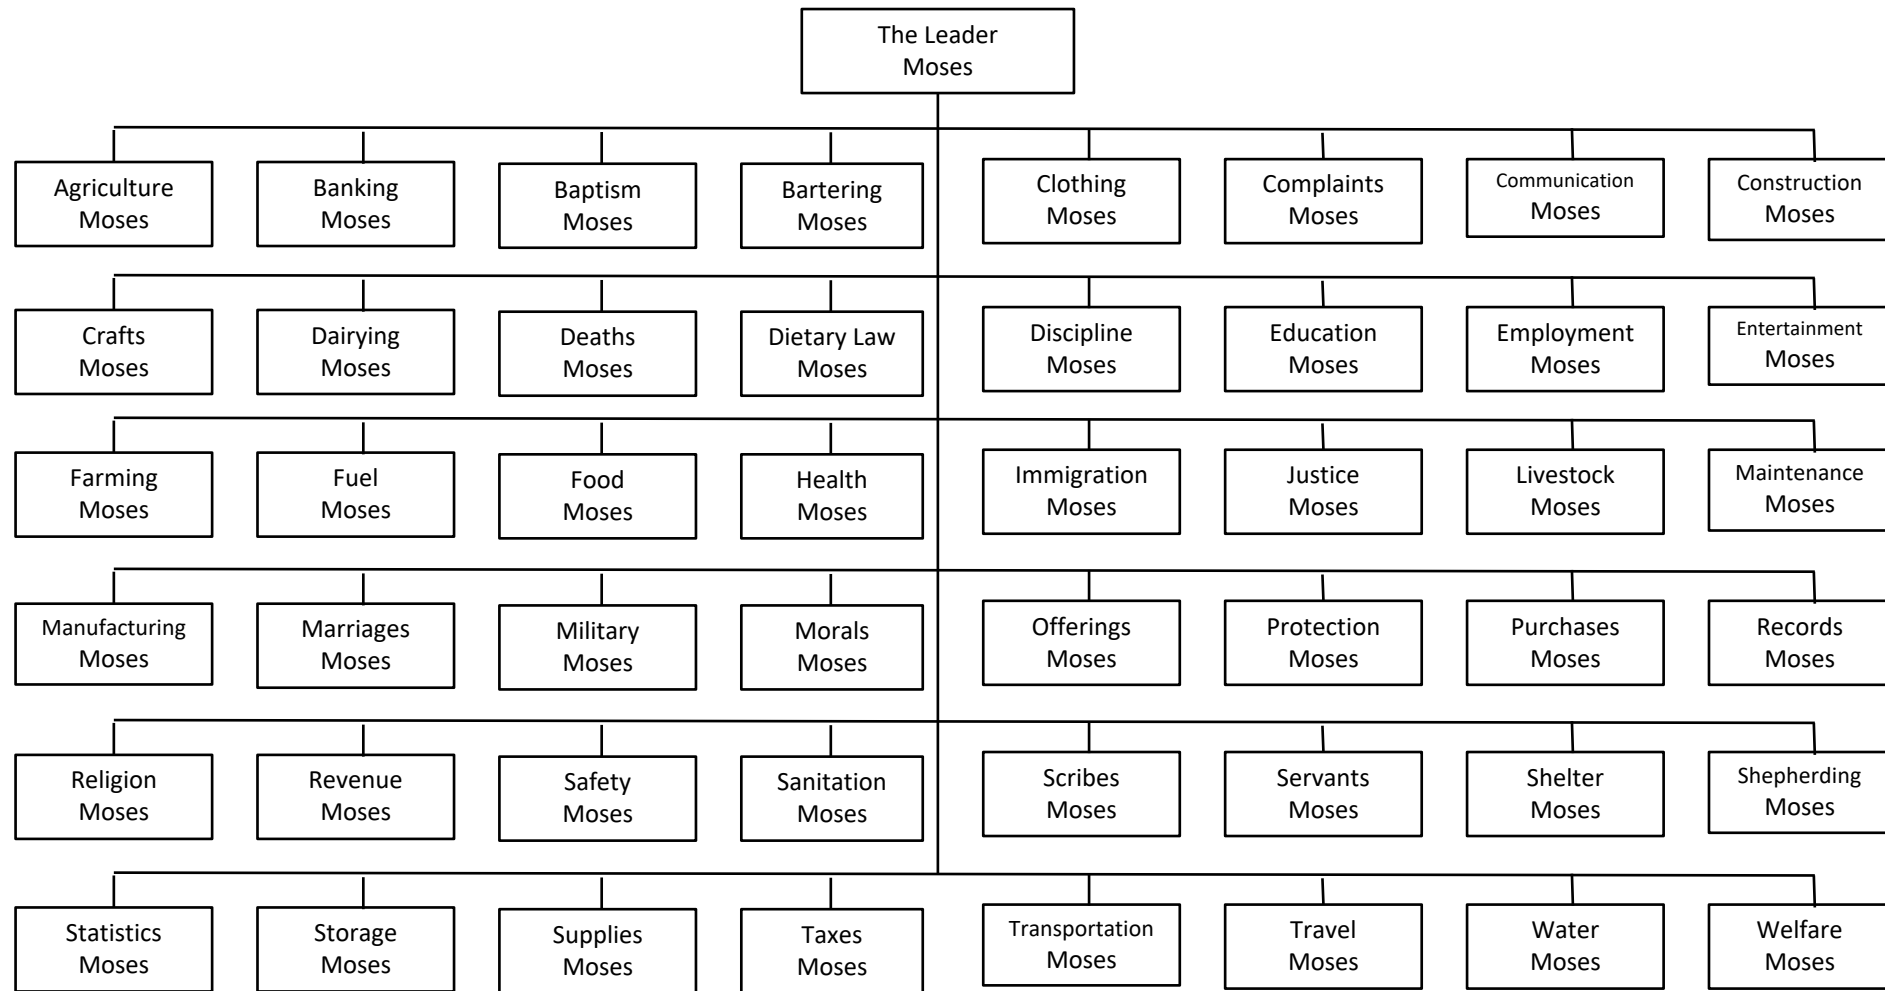 The Leader
Moses
Agriculture
Moses
Banking
Moses
Baptism
Moses
Bartering
Moses
Clothing
Moses
Complaints
Moses
Communication
Moses
Construction
Moses
Crafts
Moses
Dairying
Moses
Deaths
Moses
Dietary Law
Moses
Discipline
Moses
Education
Moses
Employment
Moses
Entertainment
Moses
Farming
Moses
Fuel
Moses
Food
Moses
Health
Moses
Immigration
Moses
Justice
Moses
Livestock
Moses
Maintenance
Moses
Manufacturing
Moses
Marriages
Moses
Military
Moses
Morals
Moses
Offerings
Moses
Protection
Moses
Purchases
Moses
Records
Moses
Religion
Moses
Revenue
Moses
Safety
Moses
Sanitation
Moses
Scribes
Moses
Servants
Moses
Shelter
Moses
Shepherding
Moses
Statistics
Moses
Storage
Moses
Supplies
Moses
Taxes
Moses
Transportation
Moses
Travel
Moses
Water
Moses
Welfare
Moses